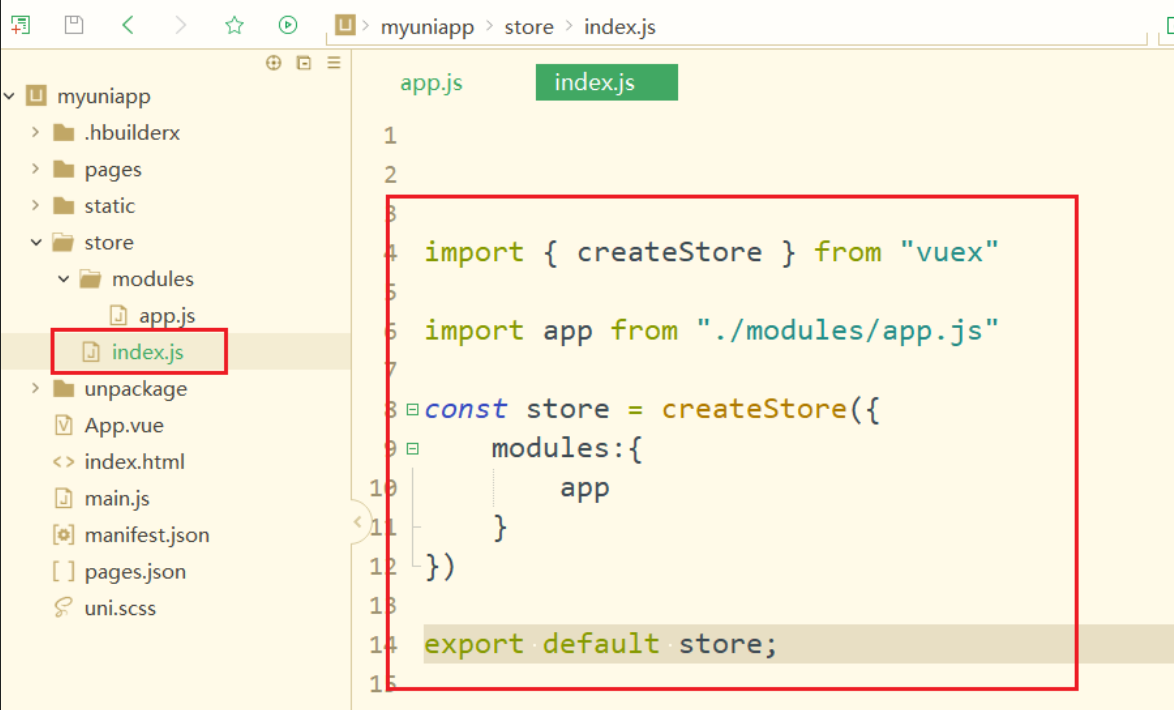 myuniapp > store > index.js
myuniapp
.hbuilderx
pages
static
store
modules
app.js
index.js
unpackage
App.vue
index.html
main.js
manifest.json
pages.json
uni.scss
app.js index.js
1
2
3
4 import { createStore } from "vuex"
5
6 import app from "./modules/app.js"
7
8 const store = createStore({
9 modules:{
10 app
11 }
12 })
13
14 export default store;
15